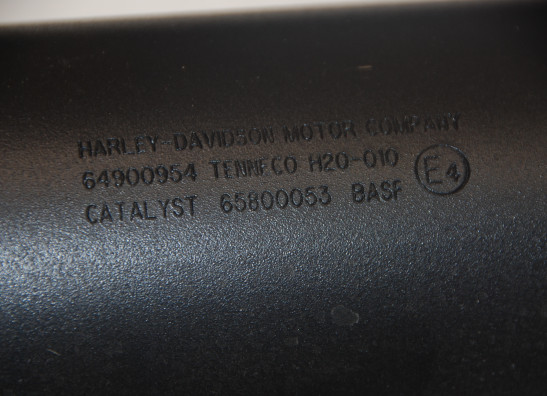 HARLEY-DAVIDSON MOTOR COMPANY
64900954 TENNECO H20-010 E4
CATALYST 65800053 BASF